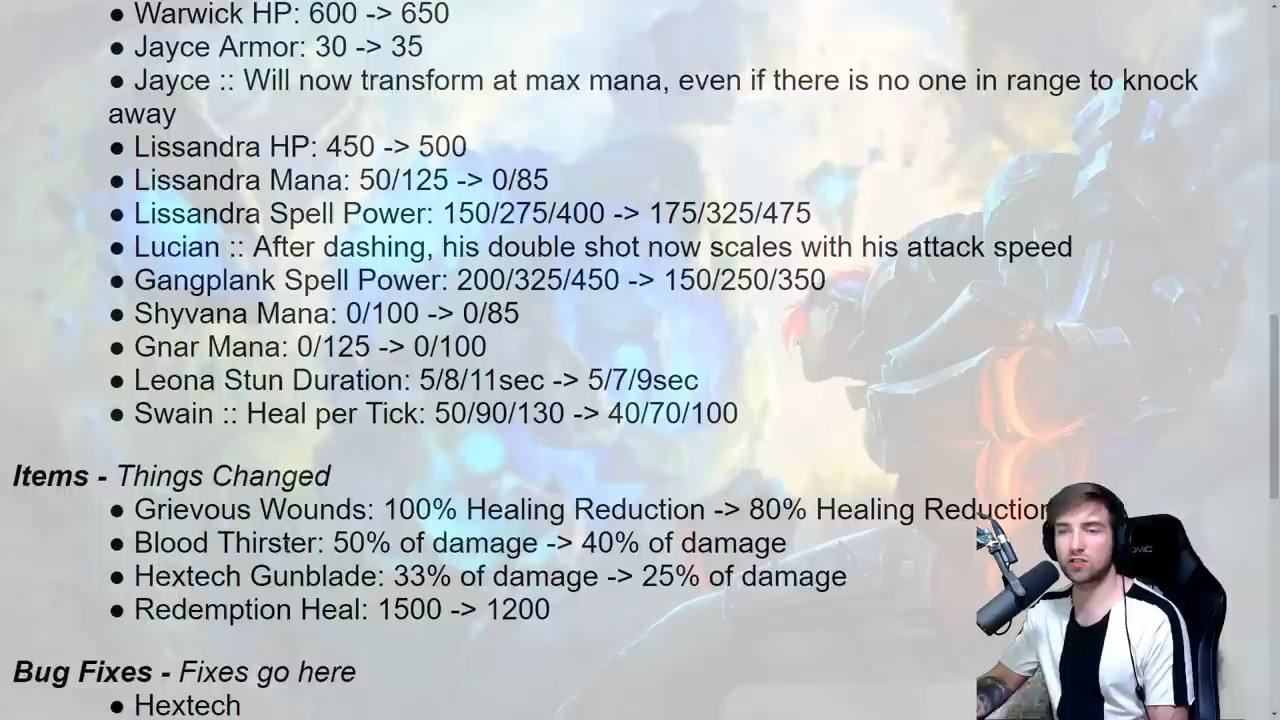 ● Warwick HP: 600 -> 650
● Jayce Armor: 30 -> 35
● Jayce :: Will now transform at max mana, even if there is no one in range to knock
away
● Lissandra HP: 450 -> 500
● Lissandra Mana: 50/125 -> 0/85
● Lissandra Spell Power: 150/275/400 -> 175/325/475
● Lucian :: After dashing, his double shot now scales with his attack speed
● Gangplank Spell Power: 200/325/450 -> 150/250/350
● Shyvana Mana: 0/100 -> 0/85
● Gnar Mana: 0/125 -> 0/100
● Leona Stun Duration: 5/8/11sec -> 5/7/9sec
● Swain :: Heal per Tick: 50/90/130 -> 40/70/100
Items - Things Changed
● Grievous Wounds: 100% Healing Reduction -> 80% Healing Reduction
● Blood Thirster: 50% of damage -> 40% of damage
● Hextech Gunblade: 33% of damage -> 25% of damage
● Redemption Heal: 1500 -> 1200
Bug Fixes - Fixes go here
● Hextech